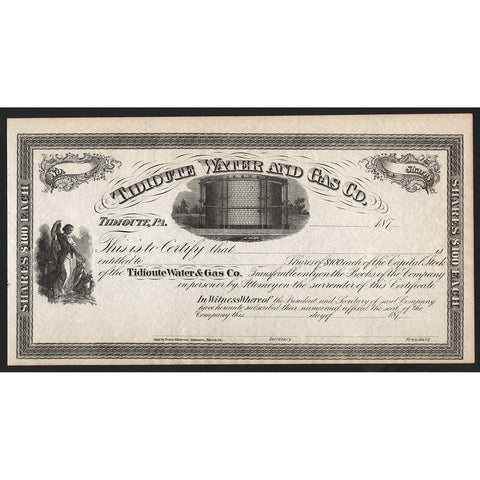 No.
Shares
TIDIOUTE WATER AND GAS CO.
TIDIOUTE, PA. 187
SHARES $100 EACH
This is to Certify that is
entitled to Shares of $100 each of the Capital Stock
of the Tidioute Water & Gas Co. Transferable only on the Books of the Company
in person or by Attorney on the surrender of this Certificate
In Witness Whereof the President and Secretary of said Company
have hereunto subscribed their names and affixed the seal of the
Company this day of 187
Secretary President
SHARES $100 EACH